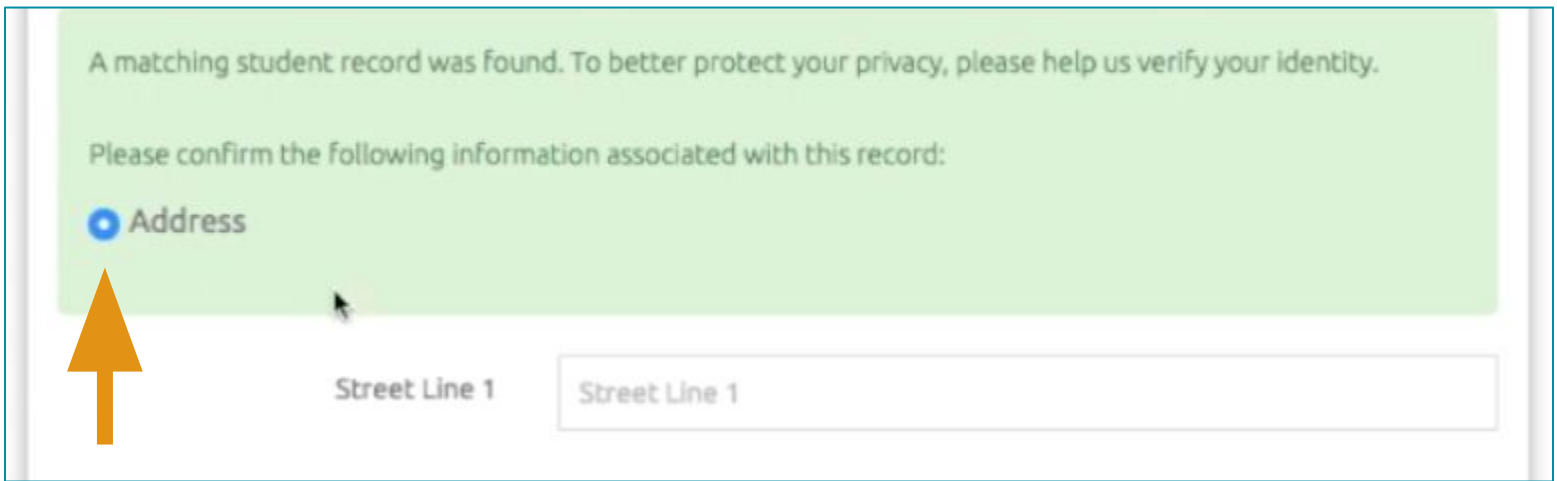 A matching student record was found. To better protect your privacy, please help us verify your identity.
Please confirm the following information associated with this record:
Address
Street Line 1 Street Line 1